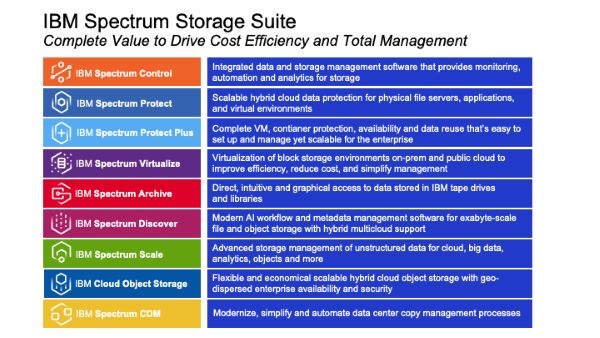 IBM Spectrum Storage Suite
Complete Value to Drive Cost Efficiency and Total Management
IBM Spectrum Control
Integrated data and storage management software that provides monitoring,
automation and analytics for storage
IBM Spectrum Protect
Scalable hybrid cloud data protection for physical file servers, applications,
and virtual environments
IBM Spectrum Protect Plus
Complete VM, contianer protection, availability and data reuse that's easy to
set up and manage yet scalable for the enterprise
IBM Spectrum Virtualize
Virtualization of block storage environments on-prem and public cloud to
improve efficiency, reduce cost, and simplify management
IBM Spectrum Archive
Direct, intuitive and graphical access to data stored in IBM tape drives
and libraries
IBM Spectrum Discover
Modern AI workflow and metadata management software for exabyte-scale
file and object storage with hybrid multicloud support
IBM Spectrum Scale
Advanced storage management of unstructured data for cloud, big data,
analytics, objects and more
IBM Cloud Object Storage
Flexible and economical scalable hybrid cloud object storage with geo-
dispersed enterprise availability and security
IBM Spectrum CDM
Modernize, simplify and automate data center copy management processes